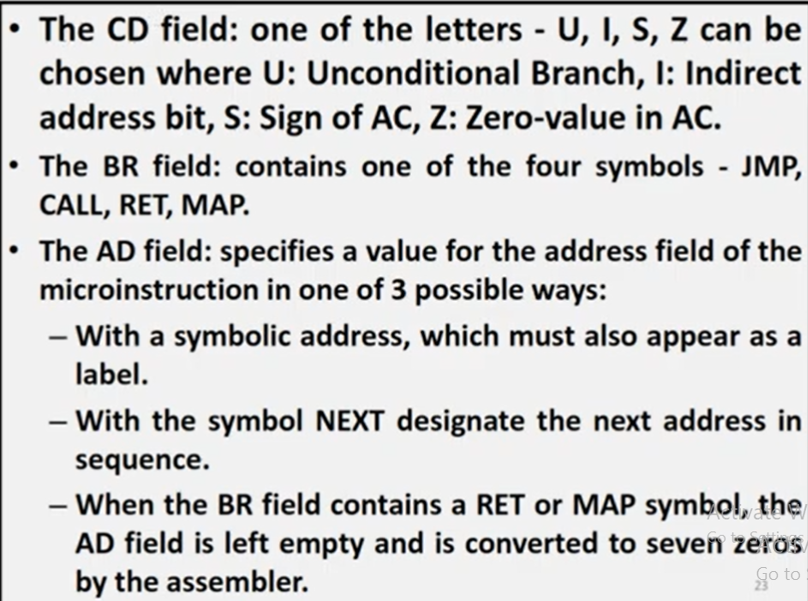 • The CD field: one of the letters - U, I, S, Z can be
chosen where U: Unconditional Branch, I: Indirect
address bit, S: Sign of AC, Z: Zero-value in AC.
• The BR field: contains one of the four symbols - JMP,
CALL, RET, MAP.
• The AD field: specifies a value for the address field of the
microinstruction in one of 3 possible ways:
– With a symbolic address, which must also appear as a
label.
– With the symbol NEXT designate the next address in
sequence.
– When the BR field contains a RET or MAP symbol, the
Activate W
AD field is left empty and is converted to seven zeros
Go to Settings
by the assembler.
Go to
23